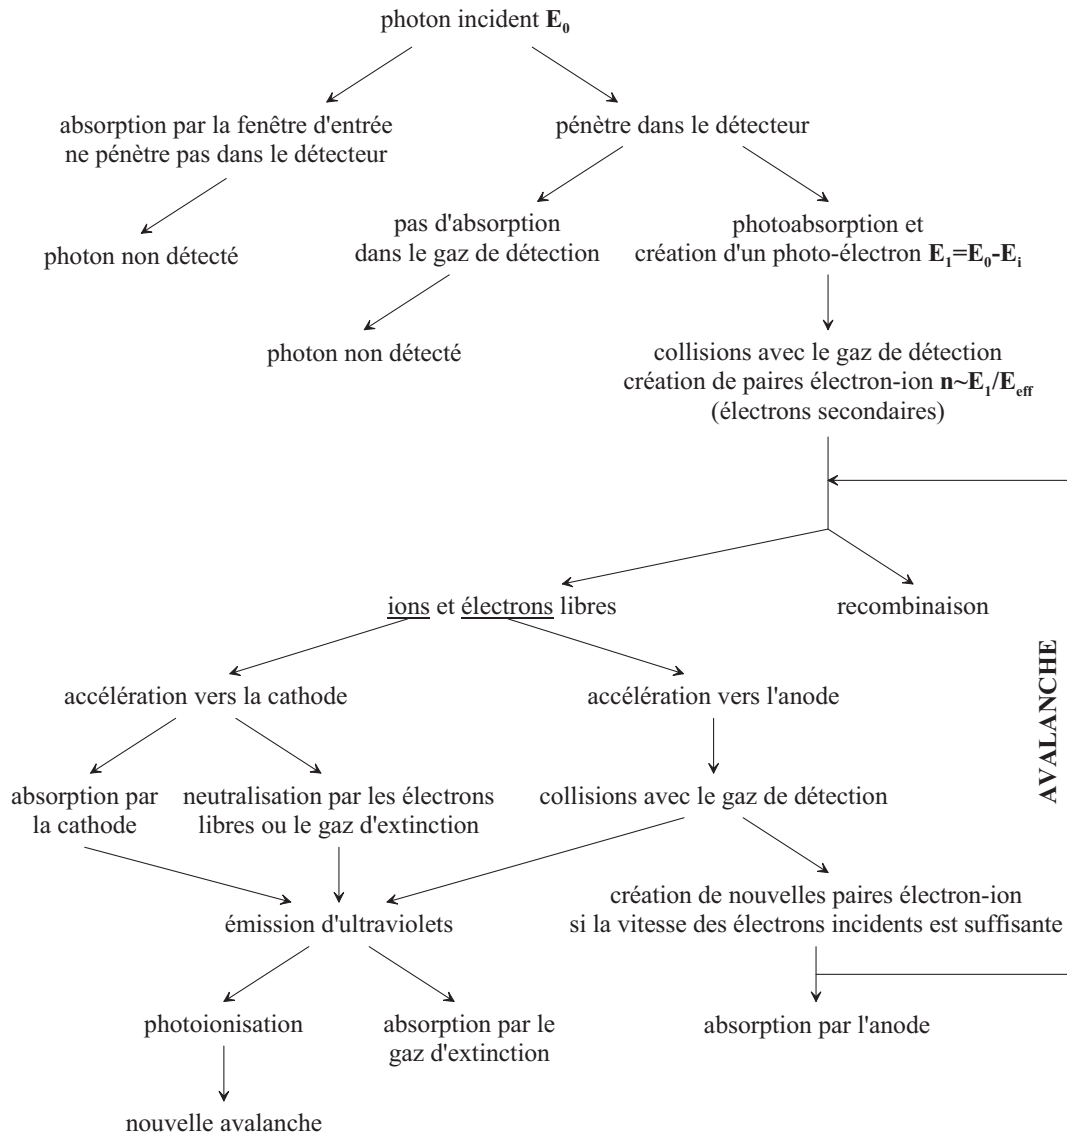 photon incident E₀
absorption par la fenêtre d'entrée
ne pénètre pas dans le détecteur
pénètre dans le détecteur
photon non détecté
pas d'absorption
dans le gaz de détection
photoabsorption et
création d'un photo-électron E₁=E₀-Eᵢ
photon non détecté
collisions avec le gaz de détection
création de paires électron-ion n~E₁/E_eff
(électrons secondaires)
ions et électrons libres
recombinaison
AVALANCHE
accélération vers la cathode
accélération vers l'anode
absorption par
la cathode
neutralisation par les électrons
libres ou le gaz d'extinction
collisions avec le gaz de détection
émission d'ultraviolets
création de nouvelles paires électron-ion
si la vitesse des électrons incidents est suffisante
photoionisation
absorption par le
gaz d'extinction
absorption par l'anode
nouvelle avalanche